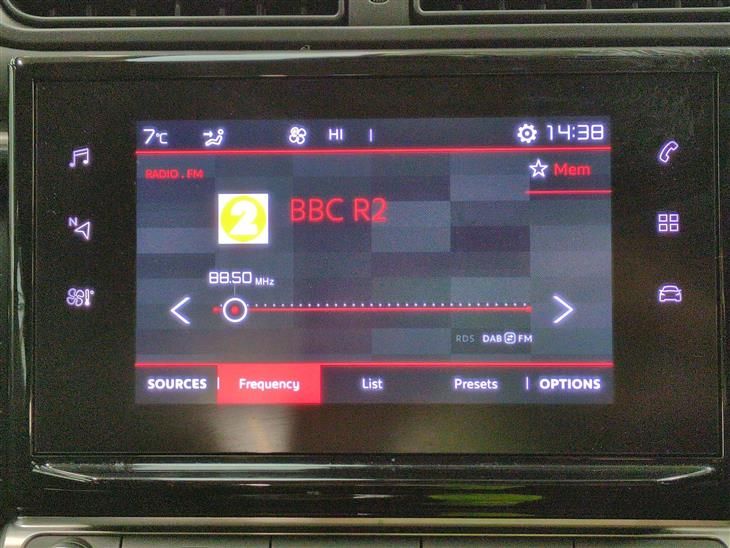 7°C HI 14:38
RADIO . FM Mem
2 BBC R2
N
88.50 MHz
RDS DAB FM
SOURCES Frequency List Presets OPTIONS